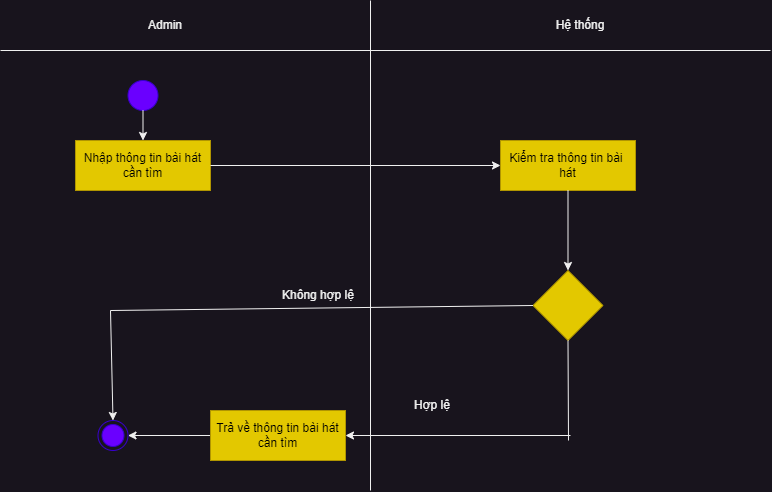 Admin
Hệ thống
Nhập thông tin bài hát
cần tìm
Kiểm tra thông tin bài
hát
Không hợp lệ
Hợp lệ
Trả về thông tin bài hát
cần tìm